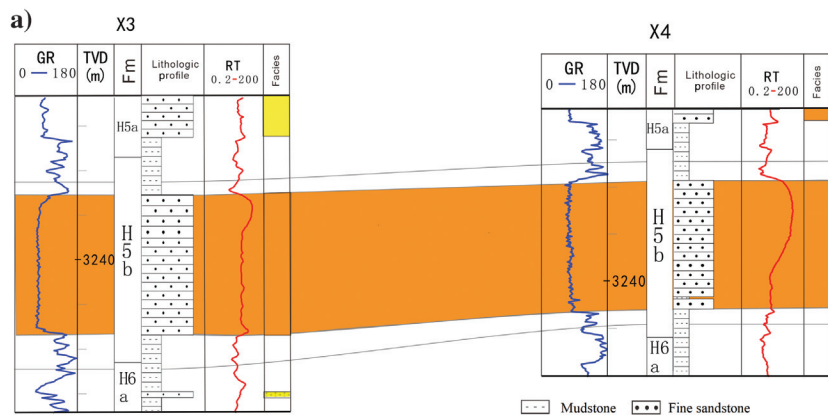 a)
X3
X4
GR
0 — 180
TVD
(m)
Fm
Lithologic
profile
RT
0.2-200
Facies
GR
0 — 180
TVD
(m)
Fm
Lithologic
profile
RT
0.2-200
Facies
H5a
H5a
H
5
b
H
5
b
3240
3240
H6
a
H6
a
Mudstone
Fine sandstone